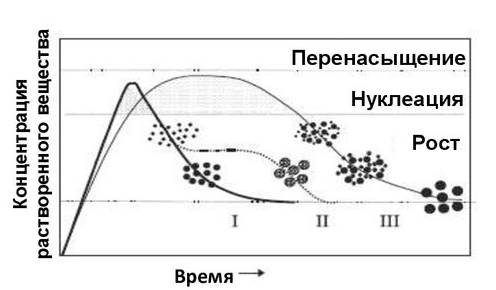 Концентрация
растворенного вещества
Перенасыщение
Нуклеация
Рост
I
II
III
Время